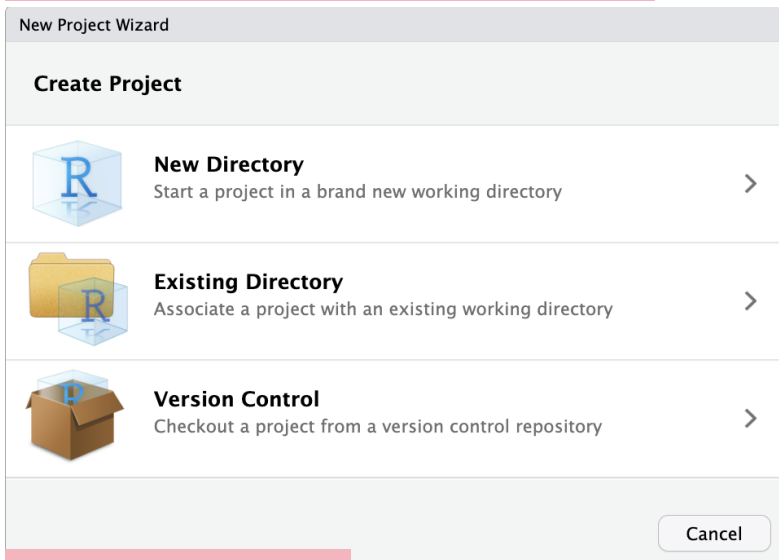 New Project Wizard
Create Project
R
New Directory
Start a project in a brand new working directory
R
Existing Directory
Associate a project with an existing working directory
R
Version Control
Checkout a project from a version control repository
Cancel